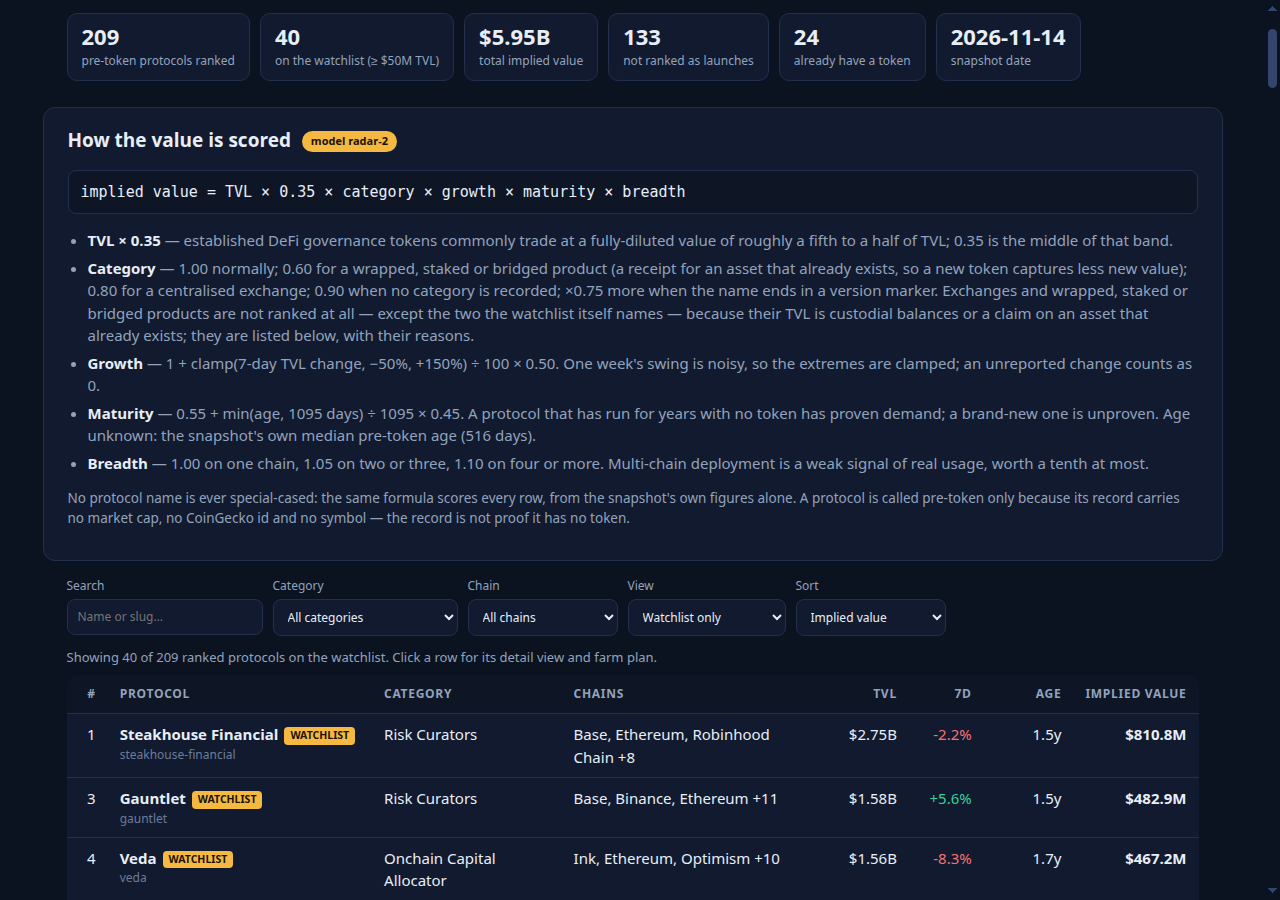 209
pre-token protocols ranked
40
on the watchlist (≥ $50M TVL)
$5.95B
total implied value
133
not ranked as launches
24
already have a token
2026-11-14
snapshot date
How the value is scored model radar-2
implied value = TVL × 0.35 × category × growth × maturity × breadth
TVL × 0.35 — established DeFi governance tokens commonly trade at a fully-diluted value of roughly a fifth to a half of TVL; 0.35 is the middle of that band.
Category — 1.00 normally; 0.60 for a wrapped, staked or bridged product (a receipt for an asset that already exists, so a new token captures less new value);
0.80 for a centralised exchange; 0.90 when no category is recorded; ×0.75 more when the name ends in a version marker. Exchanges and wrapped, staked or
bridged products are not ranked at all — except the two the watchlist itself names — because their TVL is custodial balances or a claim on an asset that
already exists; they are listed below, with their reasons.
Growth — 1 + clamp(7-day TVL change, −50%, +150%) ÷ 100 × 0.50. One week's swing is noisy, so the extremes are clamped; an unreported change counts as
0.
Maturity — 0.55 + min(age, 1095 days) ÷ 1095 × 0.45. A protocol that has run for years with no token has proven demand; a brand-new one is unproven. Age
unknown: the snapshot's own median pre-token age (516 days).
Breadth — 1.00 on one chain, 1.05 on two or three, 1.10 on four or more. Multi-chain deployment is a weak signal of real usage, worth a tenth at most.
No protocol name is ever special-cased: the same formula scores every row, from the snapshot's own figures alone. A protocol is called pre-token only because its record carries
no market cap, no CoinGecko id and no symbol — the record is not proof it has no token.
Search Category Chain View Sort
Name or slug... All categories All chains Watchlist only Implied value
Showing 40 of 209 ranked protocols on the watchlist. Click a row for its detail view and farm plan.
# PROTOCOL CATEGORY CHAINS TVL 7D AGE IMPLIED VALUE
1 Steakhouse Financial WATCHLIST Risk Curators Base, Ethereum, Robinhood $2.75B -2.2% 1.5y $810.8M
steakhouse-financial Chain +8
3 Gauntlet WATCHLIST Risk Curators Base, Binance, Ethereum +11 $1.58B +5.6% 1.5y $482.9M
gauntlet
4 Veda WATCHLIST Onchain Capital Ink, Ethereum, Optimism +10 $1.56B -8.3% 1.7y $467.2M
veda Allocator